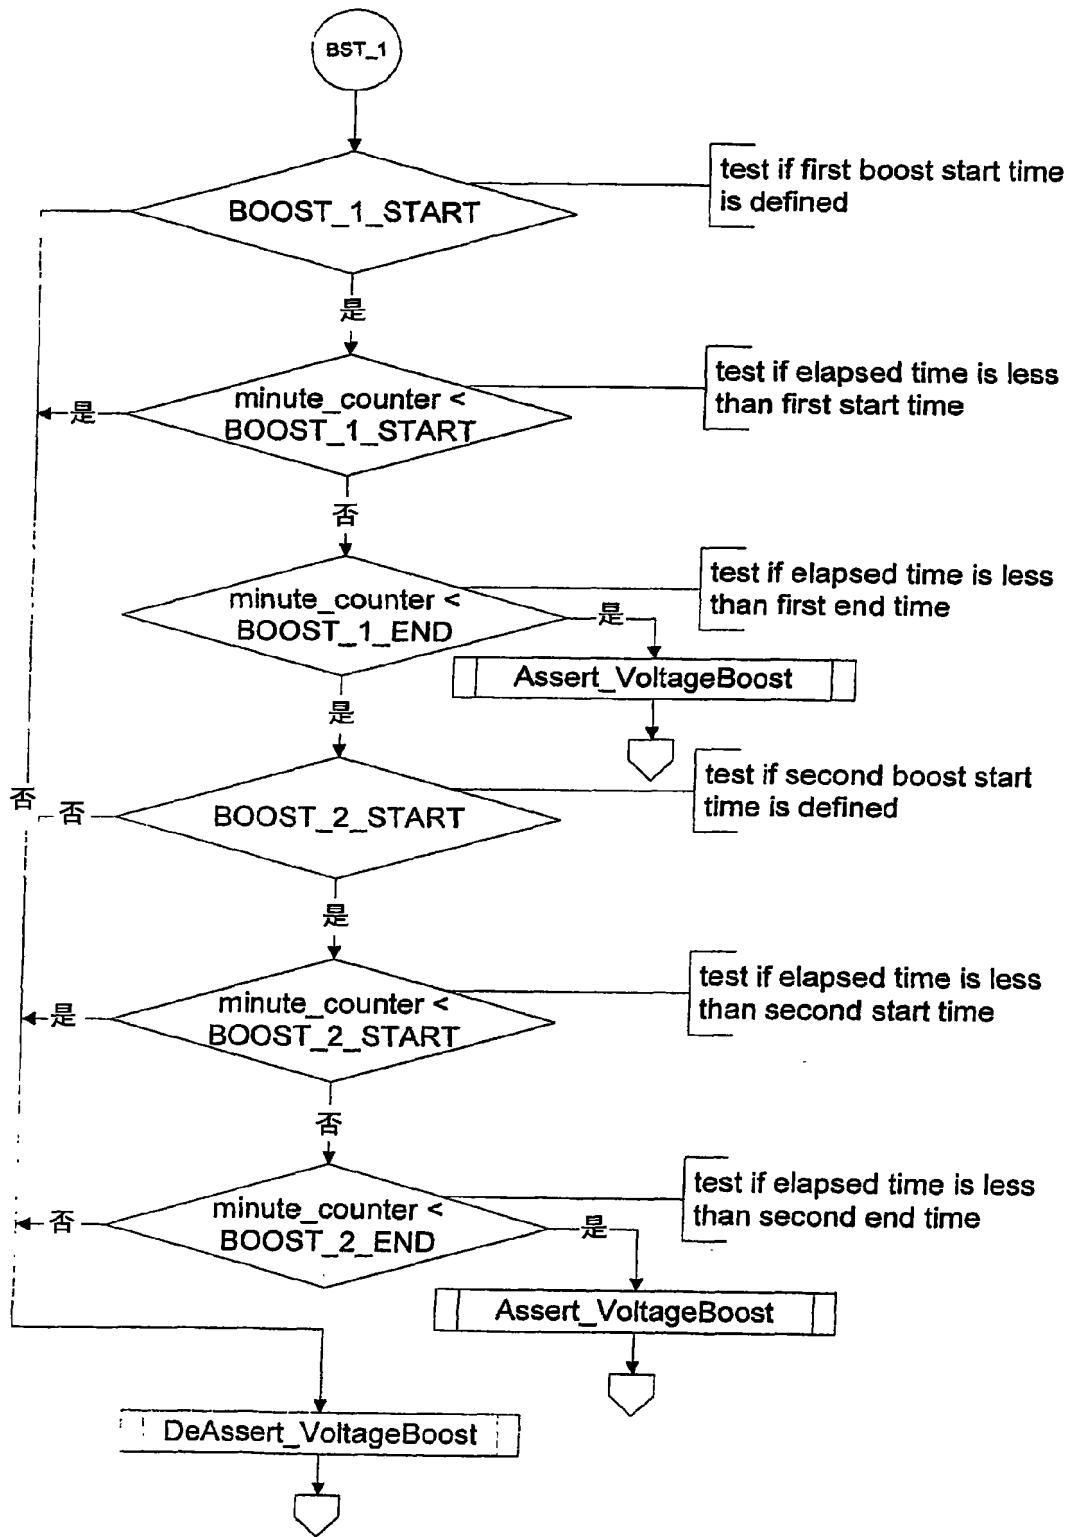 BST_1
BOOST_1_START
test if first boost start time
is defined
是
minute_counter <
BOOST_1_START
test if elapsed time is less
than first start time
是
否
minute_counter <
BOOST_1_END
test if elapsed time is less
than first end time
是
Assert_VoltageBoost
是
BOOST_2_START
test if second boost start
time is defined
否
否
是
minute_counter <
BOOST_2_START
test if elapsed time is less
than second start time
是
否
minute_counter <
BOOST_2_END
test if elapsed time is less
than second end time
否
是
Assert_VoltageBoost
DeAssert_VoltageBoost